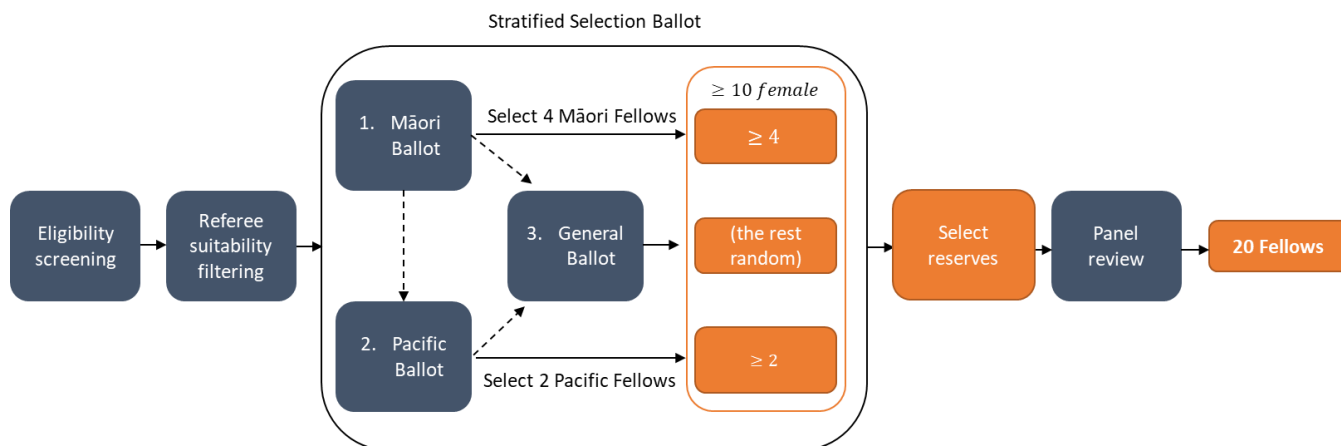 Stratified Selection Ballot
Eligibility
screening
Referee
suitability
filtering
1. Māori
Ballot
Select 4 Māori Fellows
2. Pacific
Ballot
Select 2 Pacific Fellows
3. General
Ballot
≥ 10 female
≥ 4
(the rest
random)
≥ 2
Select
reserves
Panel
review
20 Fellows